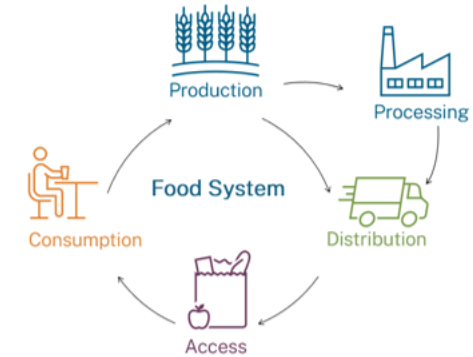 Production
Processing
Food System
Consumption
Distribution
Access